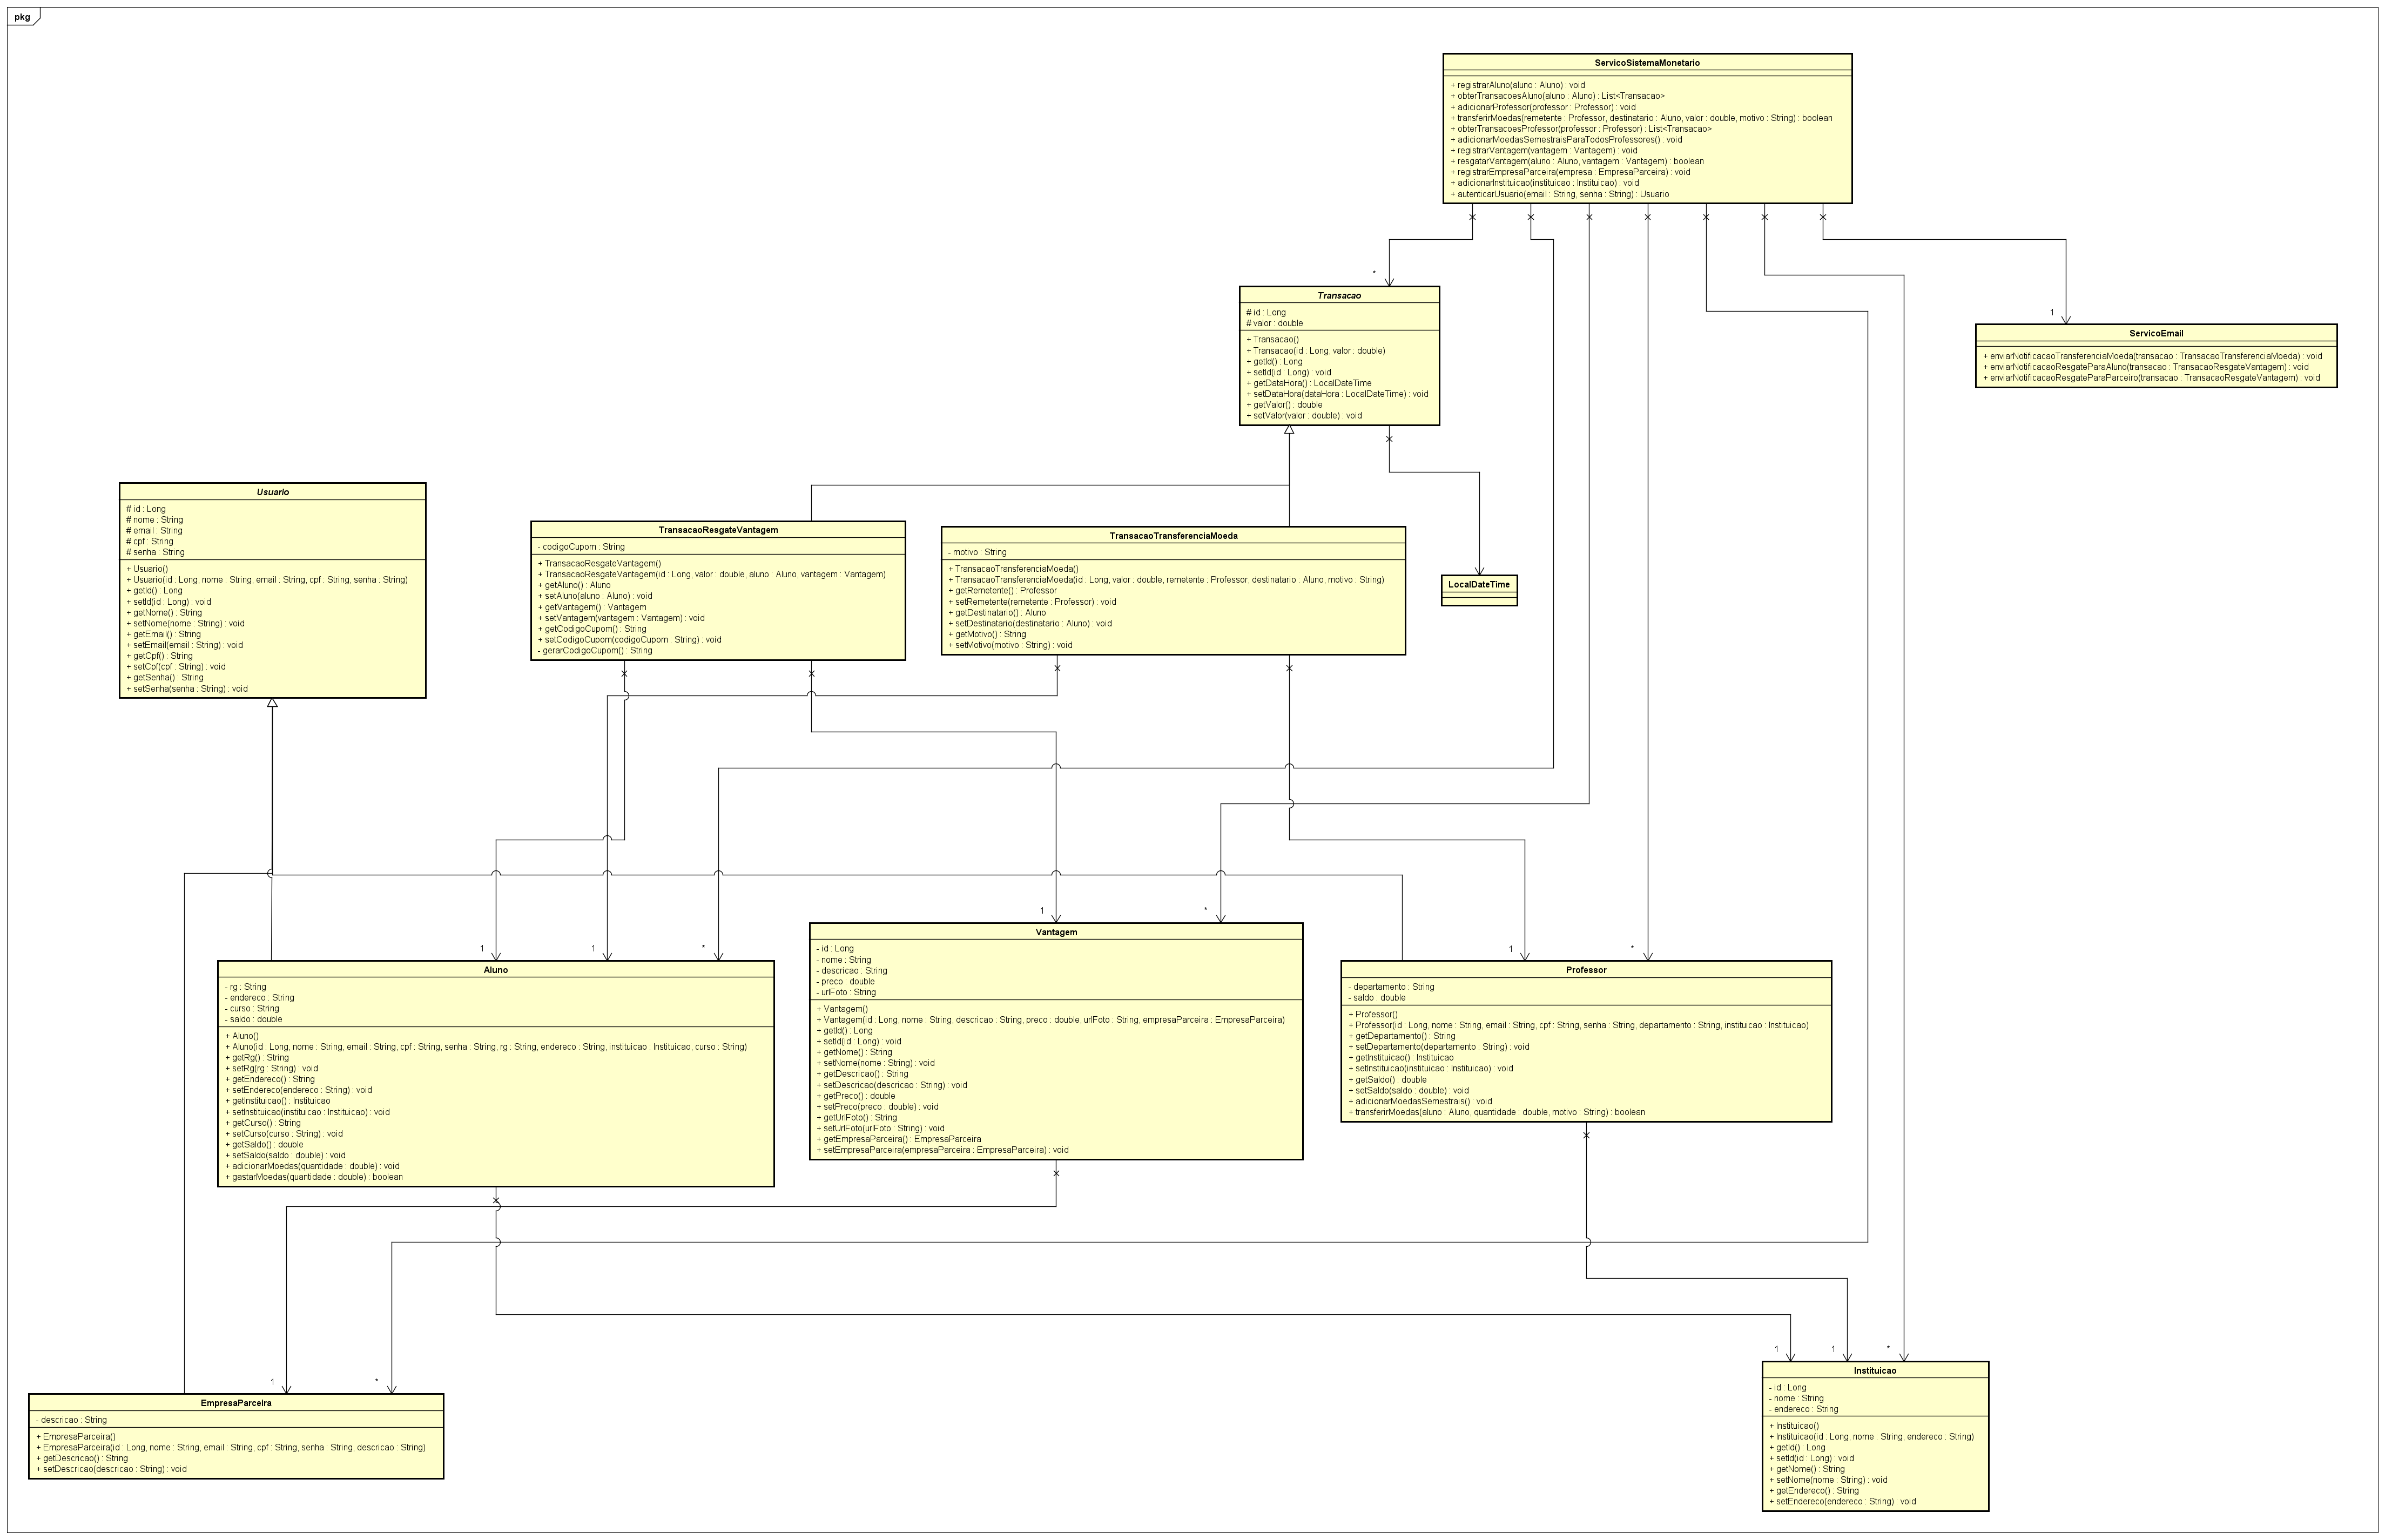 pkg
ServicoSistemaMonetario
+ registrarAluno(aluno : Aluno) : void
+ obterTransacoesAluno(aluno : Aluno) : List<Transacao>
+ adicionarProfessor(professor : Professor) : void
+ transferirMoedas(remetente : Professor, destinatario : Aluno, valor : double, motivo : String) : boolean
+ obterTransacoesProfessor(professor : Professor) : List<Transacao>
+ adicionarMoedasSemestraisParaTodosProfessores() : void
+ registrarVantagem(vantagem : Vantagem) : void
+ resgatarVantagem(aluno : Aluno, vantagem : Vantagem) : boolean
+ registrarEmpresaParceira(empresa : EmpresaParceira) : void
+ adicionarInstituicao(instituicao : Instituicao) : void
+ autenticarUsuario(email : String, senha : String) : Usuario
*
Transacao
# id : Long
# valor : double
+ Transacao()
+ Transacao(id : Long, valor : double)
+ getId() : Long
+ setId(id : Long) : void
+ getDataHora() : LocalDateTime
+ setDataHora(dataHora : LocalDateTime) : void
+ getValor() : double
+ setValor(valor : double) : void
1
ServicoEmail
+ enviarNotificacaoTransferenciaMoeda(transacao : TransacaoTransferenciaMoeda) : void
+ enviarNotificacaoResgateParaAluno(transacao : TransacaoResgateVantagem) : void
+ enviarNotificacaoResgateParaParceiro(transacao : TransacaoResgateVantagem) : void
Usuario
# id : Long
# nome : String
# email : String
# cpf : String
# senha : String
+ Usuario()
+ Usuario(id : Long, nome : String, email : String, cpf : String, senha : String)
+ getId() : Long
+ setId(id : Long) : void
+ getNome() : String
+ setNome(nome : String) : void
+ getEmail() : String
+ setEmail(email : String) : void
+ getCpf() : String
+ setCpf(cpf : String) : void
+ getSenha() : String
+ setSenha(senha : String) : void
TransacaoResgateVantagem
- codigoCupom : String
+ TransacaoResgateVantagem()
+ TransacaoResgateVantagem(id : Long, valor : double, aluno : Aluno, vantagem : Vantagem)
+ getAluno() : Aluno
+ setAluno(aluno : Aluno) : void
+ getVantagem() : Vantagem
+ setVantagem(vantagem : Vantagem) : void
+ getCodigoCupom() : String
+ setCodigoCupom(codigoCupom : String) : void
- gerarCodigoCupom() : String
TransacaoTransferenciaMoeda
- motivo : String
+ TransacaoTransferenciaMoeda()
+ TransacaoTransferenciaMoeda(id : Long, valor : double, remetente : Professor, destinatario : Aluno, motivo : String)
+ getRemetente() : Professor
+ setRemetente(remetente : Professor) : void
+ getDestinatario() : Aluno
+ setDestinatario(destinatario : Aluno) : void
+ getMotivo() : String
+ setMotivo(motivo : String) : void
LocalDateTime
1
1
*
Aluno
- rg : String
- endereco : String
- curso : String
- saldo : double
+ Aluno()
+ Aluno(id : Long, nome : String, email : String, cpf : String, senha : String, rg : String, endereco : String, instituicao : Instituicao, curso : String)
+ getRg() : String
+ setRg(rg : String) : void
+ getEndereco() : String
+ setEndereco(endereco : String) : void
+ getInstituicao() : Instituicao
+ setInstituicao(instituicao : Instituicao) : void
+ getCurso() : String
+ setCurso(curso : String) : void
+ getSaldo() : double
+ setSaldo(saldo : double) : void
+ adicionarMoedas(quantidade : double) : void
+ gastarMoedas(quantidade : double) : boolean
1
*
Vantagem
- id : Long
- nome : String
- descricao : String
- preco : double
- urlFoto : String
+ Vantagem()
+ Vantagem(id : Long, nome : String, descricao : String, preco : double, urlFoto : String, empresaParceira : EmpresaParceira)
+ getId() : Long
+ setId(id : Long) : void
+ getNome() : String
+ setNome(nome : String) : void
+ getDescricao() : String
+ setDescricao(descricao : String) : void
+ getPreco() : double
+ setPreco(preco : double) : void
+ getUrlFoto() : String
+ setUrlFoto(urlFoto : String) : void
+ getEmpresaParceira() : EmpresaParceira
+ setEmpresaParceira(empresaParceira : EmpresaParceira) : void
1
*
Professor
- departamento : String
- saldo : double
+ Professor()
+ Professor(id : Long, nome : String, email : String, cpf : String, senha : String, departamento : String, instituicao : Instituicao)
+ getDepartamento() : String
+ setDepartamento(departamento : String) : void
+ getInstituicao() : Instituicao
+ setInstituicao(instituicao : Instituicao) : void
+ getSaldo() : double
+ setSaldo(saldo : double) : void
+ adicionarMoedasSemestrais() : void
+ transferirMoedas(aluno : Aluno, quantidade : double, motivo : String) : boolean
1
*
EmpresaParceira
- descricao : String
+ EmpresaParceira()
+ EmpresaParceira(id : Long, nome : String, email : String, cpf : String, senha : String, descricao : String)
+ getDescricao() : String
+ setDescricao(descricao : String) : void
1
1
*
Instituicao
- id : Long
- nome : String
- endereco : String
+ Instituicao()
+ Instituicao(id : Long, nome : String, endereco : String)
+ getId() : Long
+ setId(id : Long) : void
+ getNome() : String
+ setNome(nome : String) : void
+ getEndereco() : String
+ setEndereco(endereco : String) : void